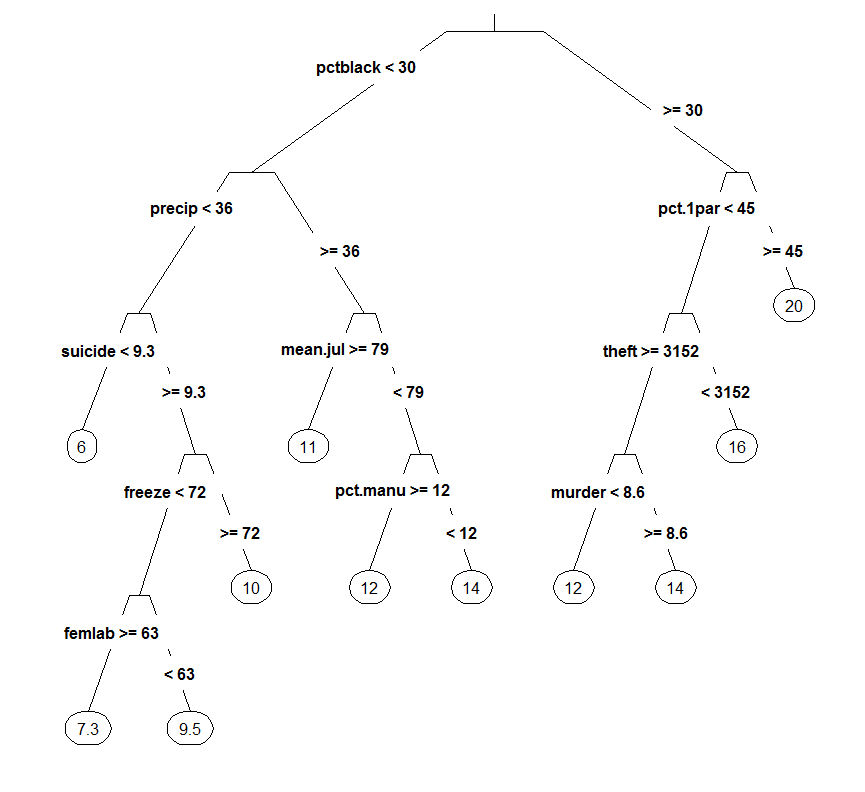 pctblack < 30
>= 30
precip < 36
pct.1par < 45
>= 36
>= 45
20
suicide < 9.3
mean.jul >= 79
theft >= 3152
>= 9.3
< 79
< 3152
6
11
16
freeze < 72
pct.manu >= 12
murder < 8.6
>= 72
< 12
>= 8.6
10
12
14
12
14
femlab >= 63
< 63
7.3
9.5